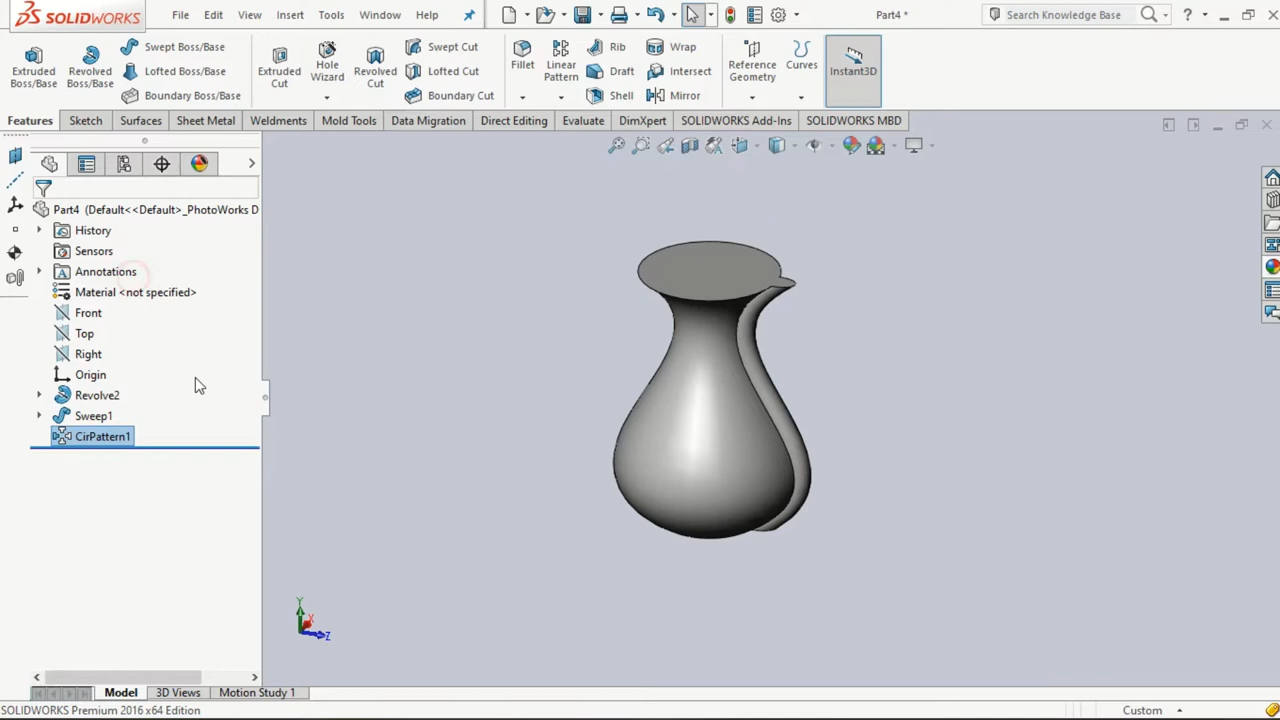 SOLIDWORKS File Edit View Insert Tools Window Help Part4 * Search Knowledge Base ?
Extruded Boss/Base
Revolved Boss/Base
Swept Boss/Base
Lofted Boss/Base
Boundary Boss/Base
Extruded Cut
Hole Wizard
Revolved Cut
Swept Cut
Lofted Cut
Boundary Cut
Fillet
Linear Pattern
Rib
Draft
Shell
Wrap
Intersect
Mirror
Reference Geometry
Curves
Instant3D
Features Sketch Surfaces Sheet Metal Weldments Mold Tools Data Migration Direct Editing Evaluate DimXpert SOLIDWORKS Add-Ins SOLIDWORKS MBD
Part4 (Default<<Default>_PhotoWorks D
History
Sensors
Annotations
Material <not specified>
Front
Top
Right
Origin
Revolve2
Sweep1
CirPattern1
Y
X
Z
Model 3D Views Motion Study 1
SOLIDWORKS Premium 2016 x64 Edition Custom